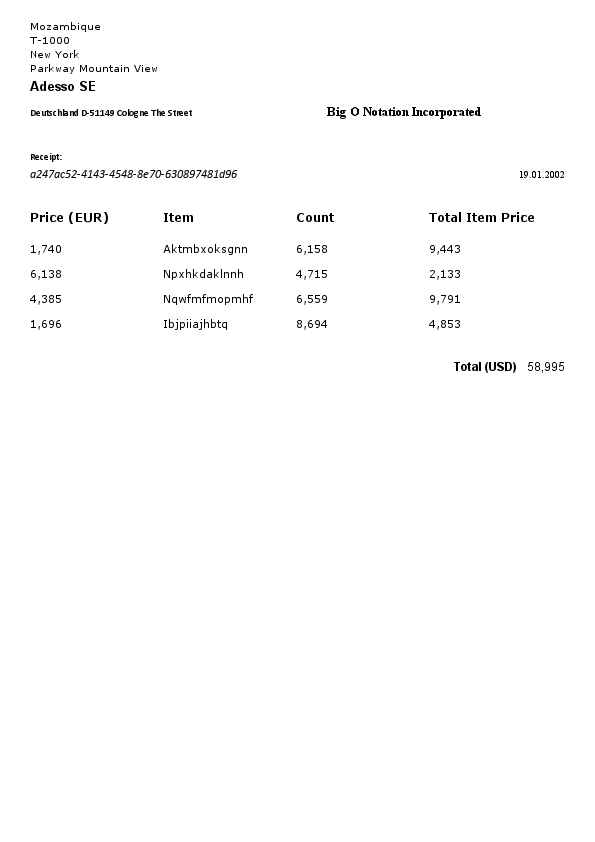 Mozambique
T-1000
New York
Parkway Mountain View
Adesso SE
Deutschland D-51149 Cologne The Street Big O Notation Incorporated
Receipt:
a247ac52-4143-4548-8e70-630897481d96 19.01.2002
Price (EUR) Item Count Total Item Price
1,740 Aktmbxoksgnn 6,158 9,443
6,138 Npxhkdaklnnh 4,715 2,133
4,385 Nqwfmfmopmhf 6,559 9,791
1,696 Ibjpiiajhbtq 8,694 4,853
Total (USD) 58,995